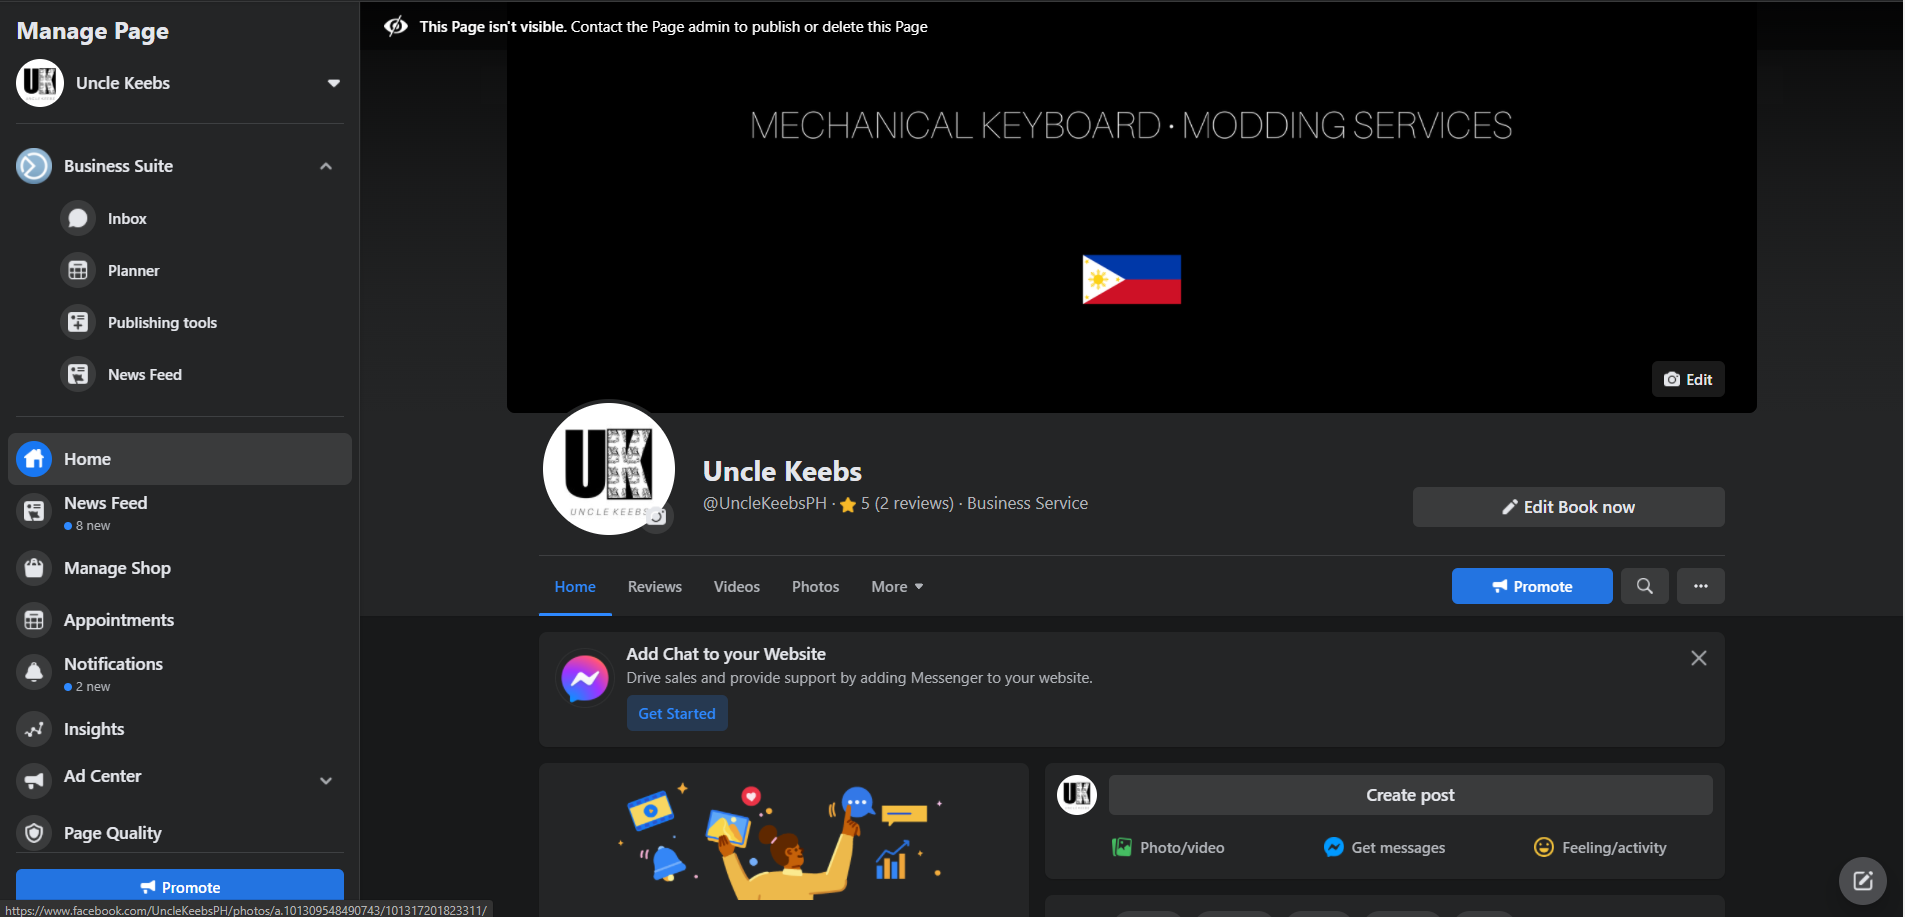 Manage Page
Uncle Keebs
Business Suite
Inbox
Planner
Publishing tools
News Feed
Home
News Feed
8 new
Manage Shop
Appointments
Notifications
2 new
Insights
Ad Center
Page Quality
Promote
https://www.facebook.com/UncleKeebsPH/photos/a.101309548490743/101317201823311/
This Page isn't visible. Contact the Page admin to publish or delete this Page
MECHANICAL KEYBOARD · MODDING SERVICES
Edit
UK
UNCLE KEEBS
Uncle Keebs
@UncleKeebsPH · 5 (2 reviews) · Business Service
Edit Book now
Home Reviews Videos Photos More
Promote
Add Chat to your Website
Drive sales and provide support by adding Messenger to your website.
Get Started
UK
Create post
Photo/video Get messages Feeling/activity